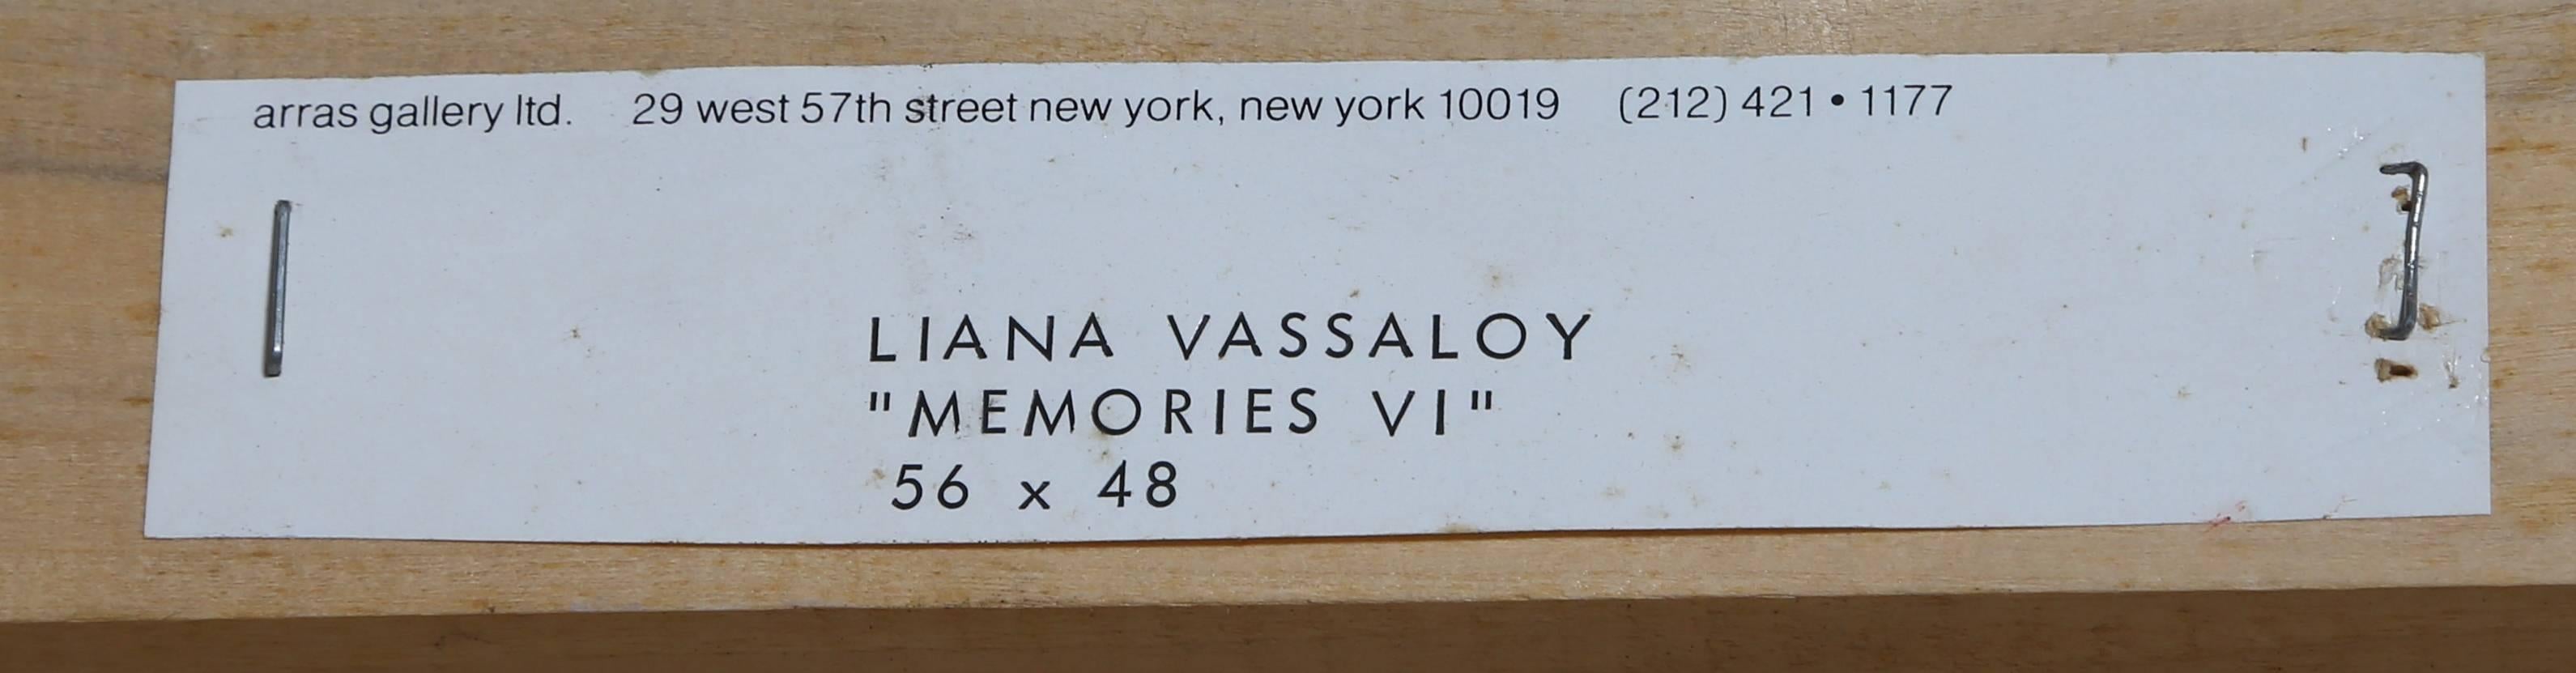 arras gallery ltd. 29 west 57th street new york, new york 10019 (212) 421 • 1177
LIANA VASSALOY
"MEMORIES VI"
56 x 48